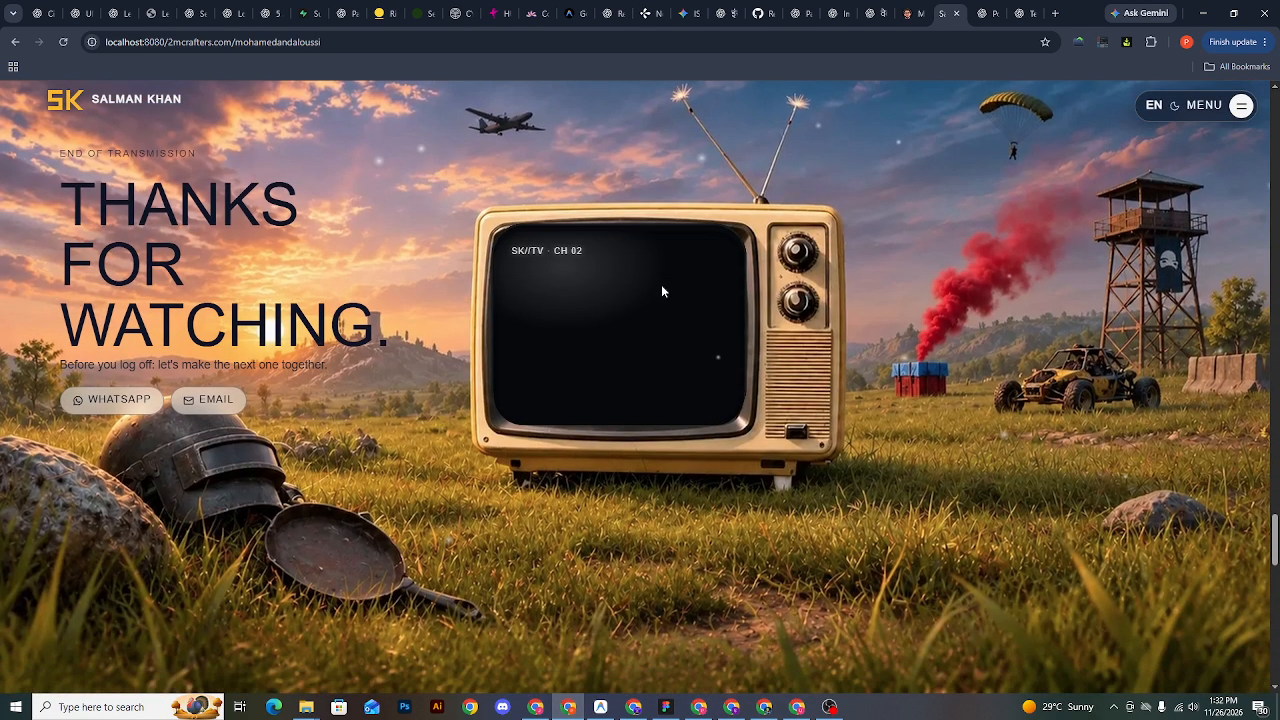 localhost:8080/2mcrafters.com/mohamedandaloussi
Ask Gemini
Finish update
All Bookmarks
SK SALMAN KHAN
EN MENU
END OF TRANSMISSION
THANKS
FOR
WATCHING.
Before you log off: let's make the next one together.
WHATSAPP
EMAIL
SK//TV · CH 02
Type here to search
29°C Sunny
1:32 PM
11/26/2026